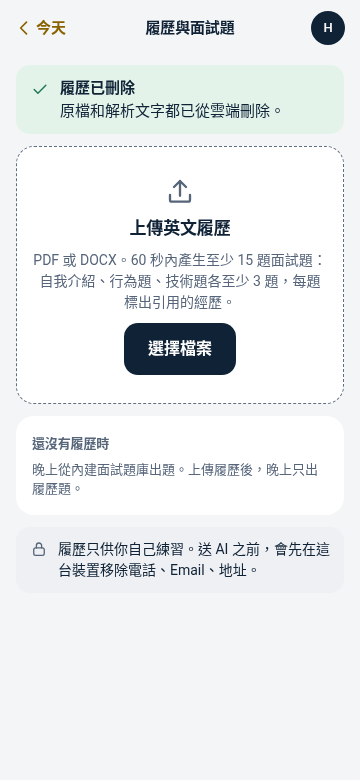 今天
履歷與面試題
H
履歷已刪除
原檔和解析文字都已從雲端刪除。
上傳英文履歷
PDF 或 DOCX。60 秒內產生至少 15 題面試題：
自我介紹、行為題、技術題各至少 3 題，每題
標出引用的經歷。
選擇檔案
還沒有履歷時
晚上從內建面試題庫出題。上傳履歷後，晚上只出
履歷題。
履歷只供你自己練習。送 AI 之前，會先在這
台裝置移除電話、Email、地址。